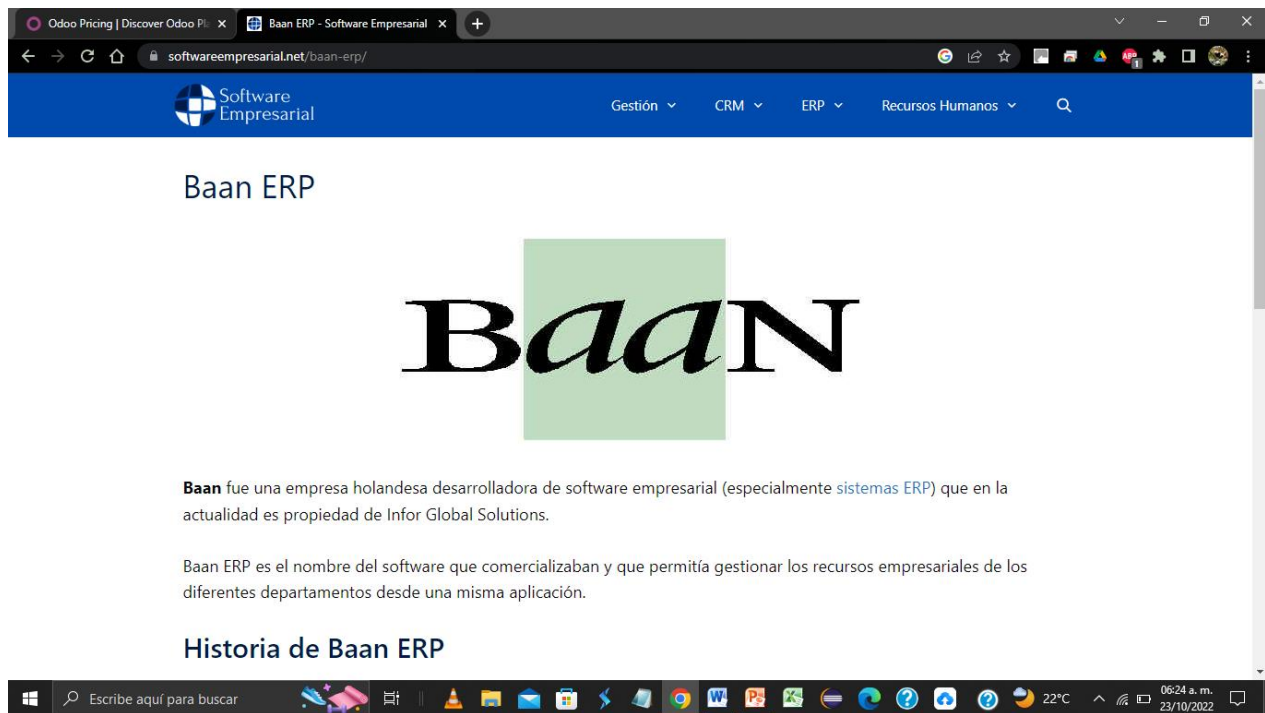 Odoo Pricing | Discover Odoo Pl
Baan ERP - Software Empresarial
softwareempresarial.net/baan-erp/
Software
Empresarial
Gestión CRM ERP Recursos Humanos
Baan ERP
BaaN
Baan fue una empresa holandesa desarrolladora de software empresarial (especialmente sistemas ERP) que en la
actualidad es propiedad de Infor Global Solutions.
Baan ERP es el nombre del software que comercializaban y que permitía gestionar los recursos empresariales de los
diferentes departamentos desde una misma aplicación.
Historia de Baan ERP
Escribe aquí para buscar
22°C
06:24 a. m.
23/10/2022